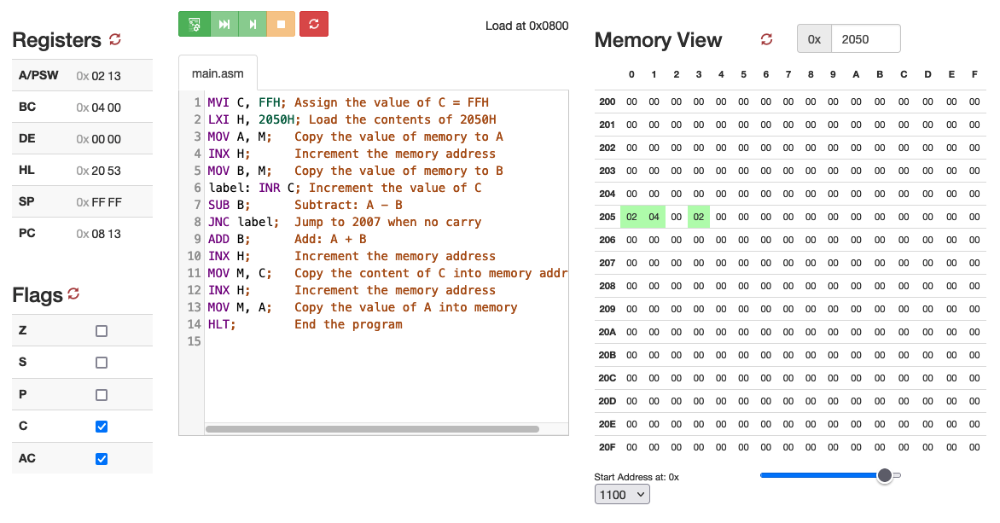 Load at 0x0800
Registers
A/PSW 0x 02 13
BC 0x 04 00
DE 0x 00 00
HL 0x 20 53
SP 0x FF FF
PC 0x 08 13
Flags
Z
S
P
C
AC
main.asm
1 MVI C, FFH; Assign the value of C = FFH
2 LXI H, 2050H; Load the contents of 2050H
3 MOV A, M;   Copy the value of memory to A
4 INX H;      Increment the memory address
5 MOV B, M;   Copy the value of memory to B
6 label: INR C; Increment the value of C
7 SUB B;      Subtract: A - B
8 JNC label;  Jump to 2007 when no carry
9 ADD B;      Add: A + B
10 INX H;      Increment the memory address
11 MOV M, C;   Copy the content of C into memory addr
12 INX H;      Increment the memory address
13 MOV M, A;   Copy the value of A into memory
14 HLT;        End the program
15
Memory View 0x 2050
0 1 2 3 4 5 6 7 8 9 A B C D E F
200 00 00 00 00 00 00 00 00 00 00 00 00 00 00 00 00
201 00 00 00 00 00 00 00 00 00 00 00 00 00 00 00 00
202 00 00 00 00 00 00 00 00 00 00 00 00 00 00 00 00
203 00 00 00 00 00 00 00 00 00 00 00 00 00 00 00 00
204 00 00 00 00 00 00 00 00 00 00 00 00 00 00 00 00
205 02 04 00 02 00 00 00 00 00 00 00 00 00 00 00 00
206 00 00 00 00 00 00 00 00 00 00 00 00 00 00 00 00
207 00 00 00 00 00 00 00 00 00 00 00 00 00 00 00 00
208 00 00 00 00 00 00 00 00 00 00 00 00 00 00 00 00
209 00 00 00 00 00 00 00 00 00 00 00 00 00 00 00 00
20A 00 00 00 00 00 00 00 00 00 00 00 00 00 00 00 00
20B 00 00 00 00 00 00 00 00 00 00 00 00 00 00 00 00
20C 00 00 00 00 00 00 00 00 00 00 00 00 00 00 00 00
20D 00 00 00 00 00 00 00 00 00 00 00 00 00 00 00 00
20E 00 00 00 00 00 00 00 00 00 00 00 00 00 00 00 00
20F 00 00 00 00 00 00 00 00 00 00 00 00 00 00 00 00
Start Address at: 0x
1100